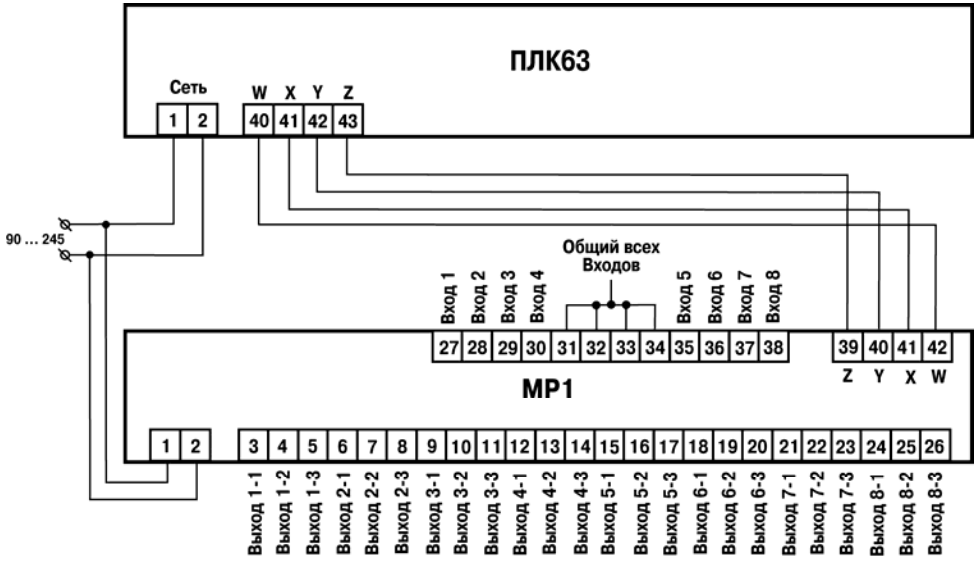 ПЛК63
Сеть
W X Y Z
1 2 40 41 42 43
90 ... 245
Общий всех
Входов
Вход 1
Вход 2
Вход 3
Вход 4
Вход 5
Вход 6
Вход 7
Вход 8
27 28 29 30 31 32 33 34 35 36 37 38
39 40 41 42
Z Y X W
МР1
1 2 3 4 5 6 7 8 9 10 11 12 13 14 15 16 17 18 19 20 21 22 23 24 25 26
Выход 1-1
Выход 1-2
Выход 1-3
Выход 2-1
Выход 2-2
Выход 2-3
Выход 3-1
Выход 3-2
Выход 3-3
Выход 4-1
Выход 4-2
Выход 4-3
Выход 5-1
Выход 5-2
Выход 5-3
Выход 6-1
Выход 6-2
Выход 6-3
Выход 7-1
Выход 7-2
Выход 7-3
Выход 8-1
Выход 8-2
Выход 8-3